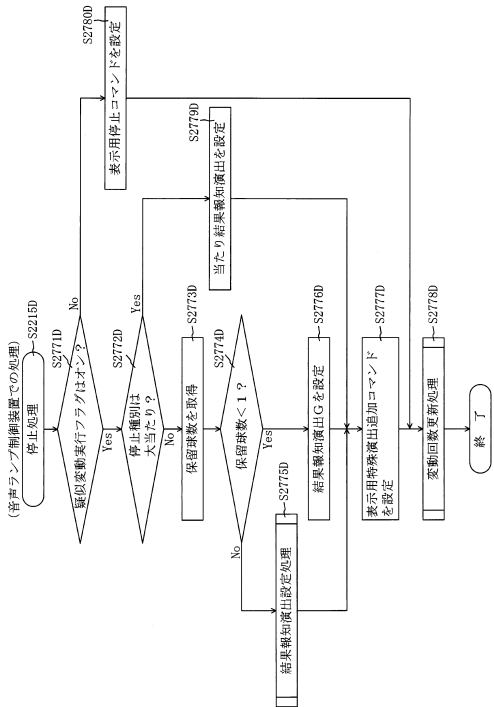 (音声ランプ制御装置での処理)
停止処理
S2215D
疑似変動実行フラグはオン？
S2771D
No
Yes
表示用停止コマンドを設定
S2780D
停止種別は
大当たり？
S2772D
Yes
No
当たり結果報知演出を設定
S2779D
保留球数を取得
S2773D
保留球数＜１？
S2774D
No
Yes
結果報知演出設定処理
S2775D
結果報知演出Gを設定
S2776D
表示用特殊演出追加コマンド
を設定
S2777D
変動回数更新処理
S2778D
終了